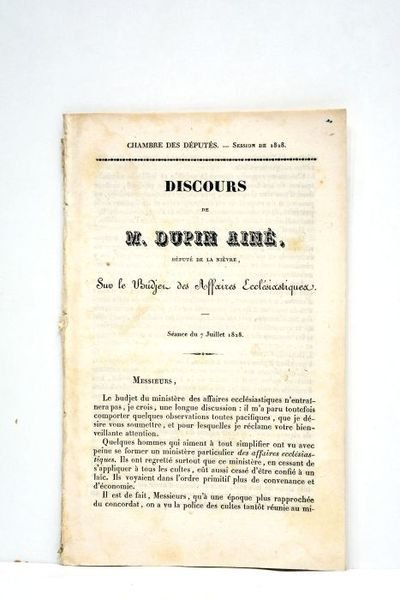 CHAMBRE DES DÉPUTÉS. — SESSION DE 1828.
DISCOURS
DE
M. DUPIN AINÉ,
DÉPUTÉ DE LA NIÈVRE,
Sur le Budjet des Affaires Ecclésiastiques.
Séance du 7 Juillet 1828.
MESSIEURS,
Le budjet du ministère des affaires ecclésiastiques n'entraî-
nera pas, je crois, une longue discussion : il m'a paru toutefois
comporter quelques observations toutes pacifiques, que je dé-
sire vous soumettre, et pour lesquelles je réclame votre bien-
veillante attention.
Quelques hommes qui aiment à tout simplifier ont vu avec
peine se former un ministère particulier des affaires ecclésias-
tiques. Ils ont regretté surtout que ce ministère, en cessant de
s'appliquer à tous les cultes, eût aussi cessé d'être confié à un
laïc. Ils voyaient dans l'ordre primitif plus de convenance et
d'économie.
Il est de fait, Messieurs, qu'à une époque plus rapprochée
du concordat, on a vu la police des cultes tantôt réunie au mi-